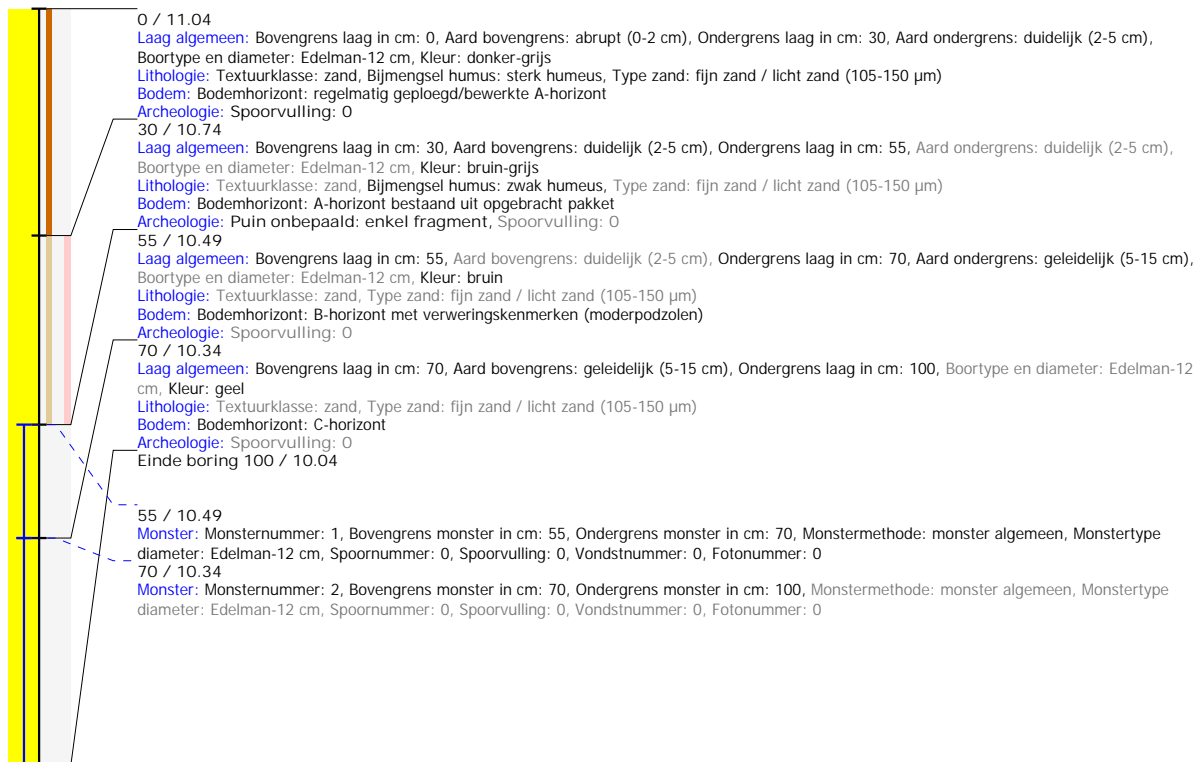 0 / 11.04
Laag algemeen: Bovengrens laag in cm: 0, Aard bovengrens: abrupt (0-2 cm), Ondergrens laag in cm: 30, Aard ondergrens: duidelijk (2-5 cm),
Boortype en diameter: Edelman-12 cm, Kleur: donker-grijs
Lithologie: Textuurklasse: zand, Bijmengsel humus: sterk humeus, Type zand: fijn zand / licht zand (105-150 µm)
Bodem: Bodemhorizont: regelmatig geploegd/bewerkte A-horizont
Archeologie: Spoorvulling: 0
30 / 10.74
Laag algemeen: Bovengrens laag in cm: 30, Aard bovengrens: duidelijk (2-5 cm), Ondergrens laag in cm: 55, Aard ondergrens: duidelijk (2-5 cm),
Boortype en diameter: Edelman-12 cm, Kleur: bruin-grijs
Lithologie: Textuurklasse: zand, Bijmengsel humus: zwak humeus, Type zand: fijn zand / licht zand (105-150 µm)
Bodem: Bodemhorizont: A-horizont bestaand uit opgebracht pakket
Archeologie: Puin onbepaald: enkel fragment, Spoorvulling: 0
55 / 10.49
Laag algemeen: Bovengrens laag in cm: 55, Aard bovengrens: duidelijk (2-5 cm), Ondergrens laag in cm: 70, Aard ondergrens: geleidelijk (5-15 cm),
Boortype en diameter: Edelman-12 cm, Kleur: bruin
Lithologie: Textuurklasse: zand, Type zand: fijn zand / licht zand (105-150 µm)
Bodem: Bodemhorizont: B-horizont met verweringskenmerken (moderpodzolen)
Archeologie: Spoorvulling: 0
70 / 10.34
Laag algemeen: Bovengrens laag in cm: 70, Aard bovengrens: geleidelijk (5-15 cm), Ondergrens laag in cm: 100, Boortype en diameter: Edelman-12
cm, Kleur: geel
Lithologie: Textuurklasse: zand, Type zand: fijn zand / licht zand (105-150 µm)
Bodem: Bodemhorizont: C-horizont
Archeologie: Spoorvulling: 0
Einde boring 100 / 10.04
55 / 10.49
Monster: Monsternummer: 1, Bovengrens monster in cm: 55, Ondergrens monster in cm: 70, Monstermethode: monster algemeen, Monstertype
diameter: Edelman-12 cm, Spoornummer: 0, Spoorvulling: 0, Vondstnummer: 0, Fotonummer: 0
70 / 10.34
Monster: Monsternummer: 2, Bovengrens monster in cm: 70, Ondergrens monster in cm: 100, Monstermethode: monster algemeen, Monstertype
diameter: Edelman-12 cm, Spoornummer: 0, Spoorvulling: 0, Vondstnummer: 0, Fotonummer: 0